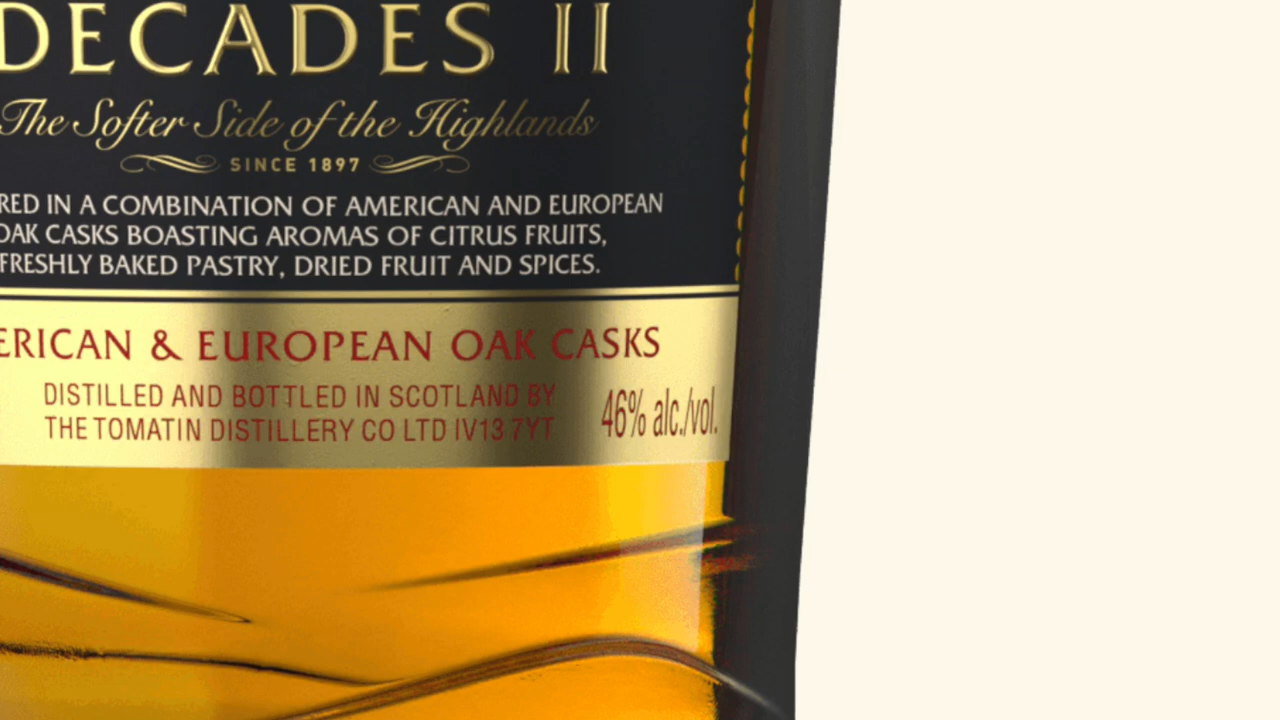 DECADES II
The Softer Side of the Highlands
SINCE 1897
RED IN A COMBINATION OF AMERICAN AND EUROPEAN
OAK CASKS BOASTING AROMAS OF CITRUS FRUITS,
FRESHLY BAKED PASTRY, DRIED FRUIT AND SPICES.
ERICAN & EUROPEAN OAK CASKS
DISTILLED AND BOTTLED IN SCOTLAND BY
THE TOMATIN DISTILLERY CO LTD IV13 7YT
46% alc./vol.